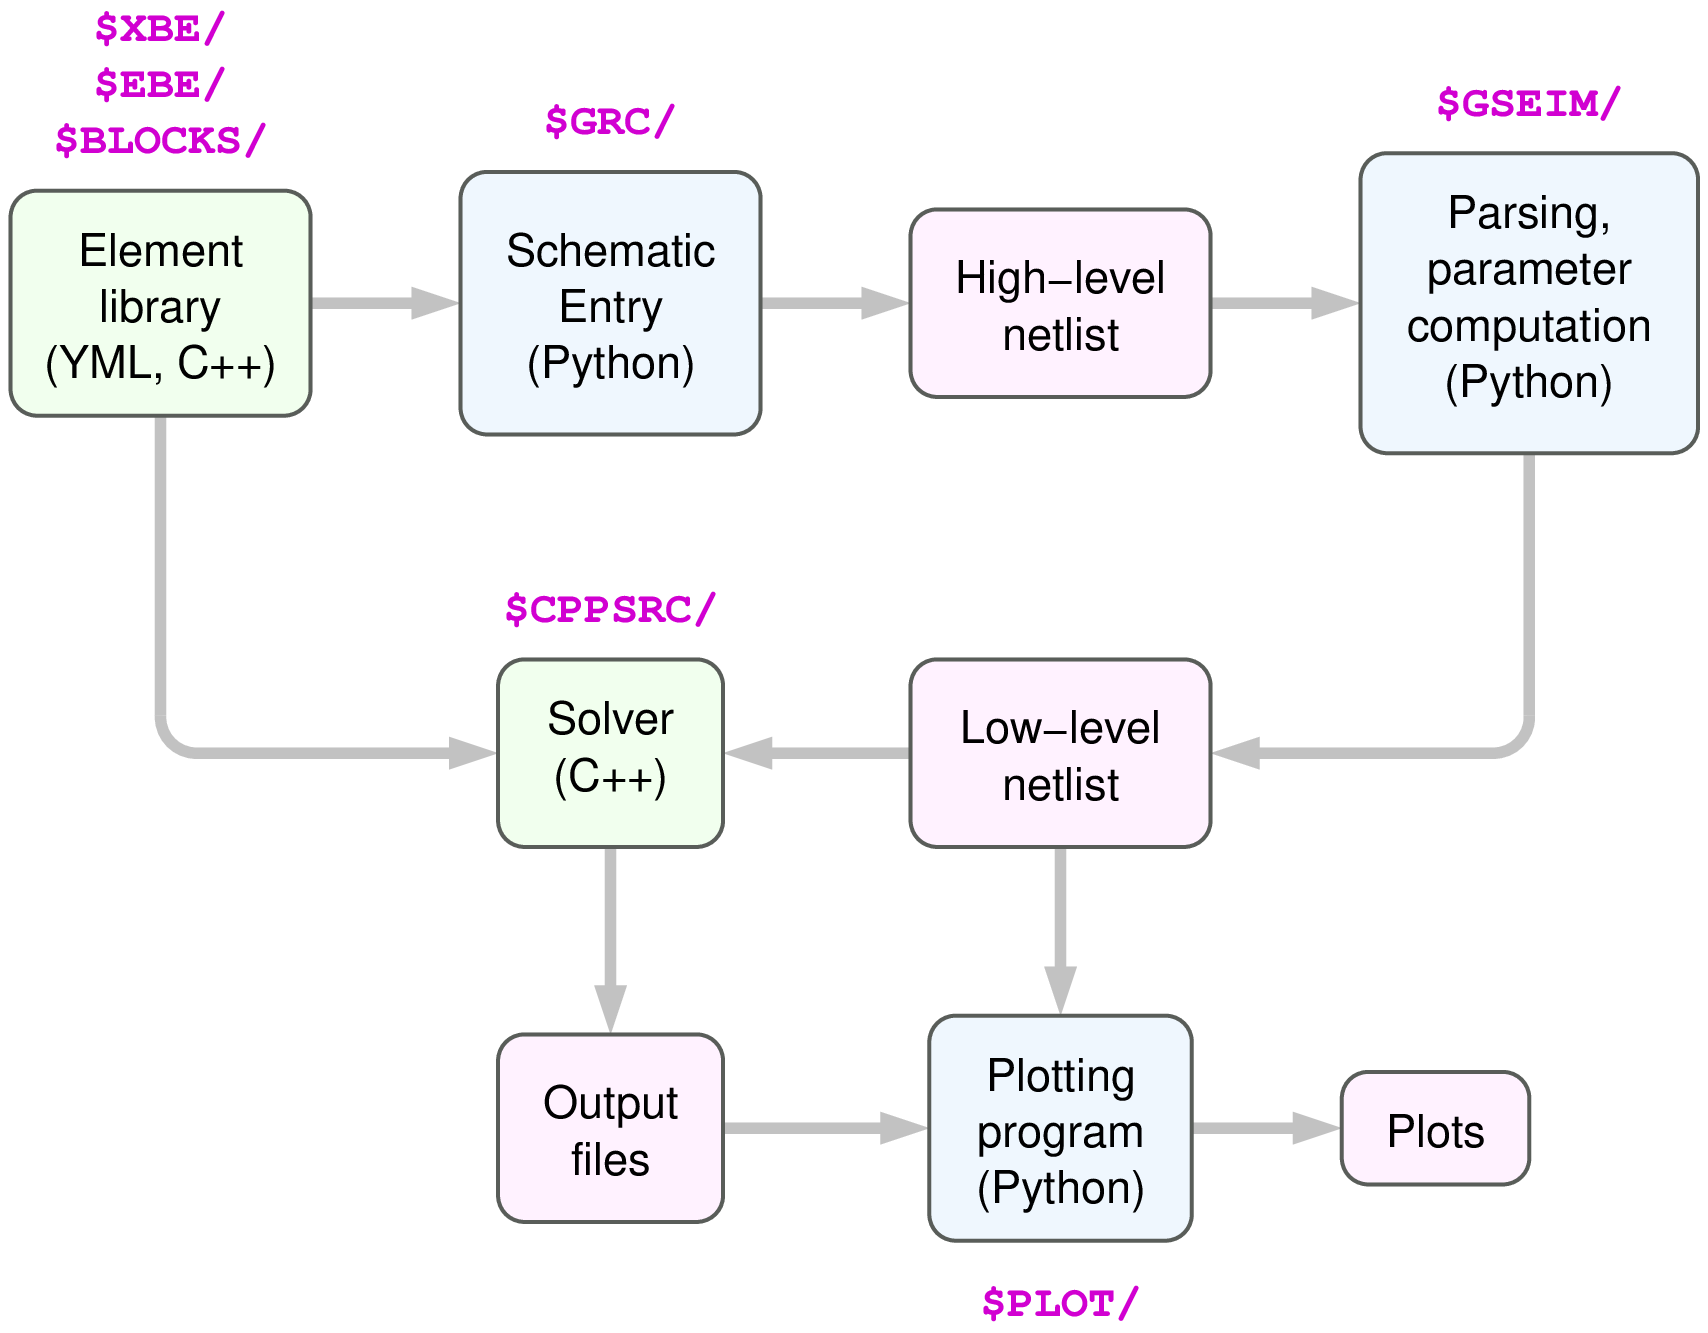 $XBE/
$EBE/
$BLOCKS/
$GRC/
$GSEIM/
Element
library
(YML, C++)
Schematic
Entry
(Python)
High–level
netlist
Parsing,
parameter
computation
(Python)
$CPPSRC/
Solver
(C++)
Low–level
netlist
Output
files
Plotting
program
(Python)
Plots
$PLOT/